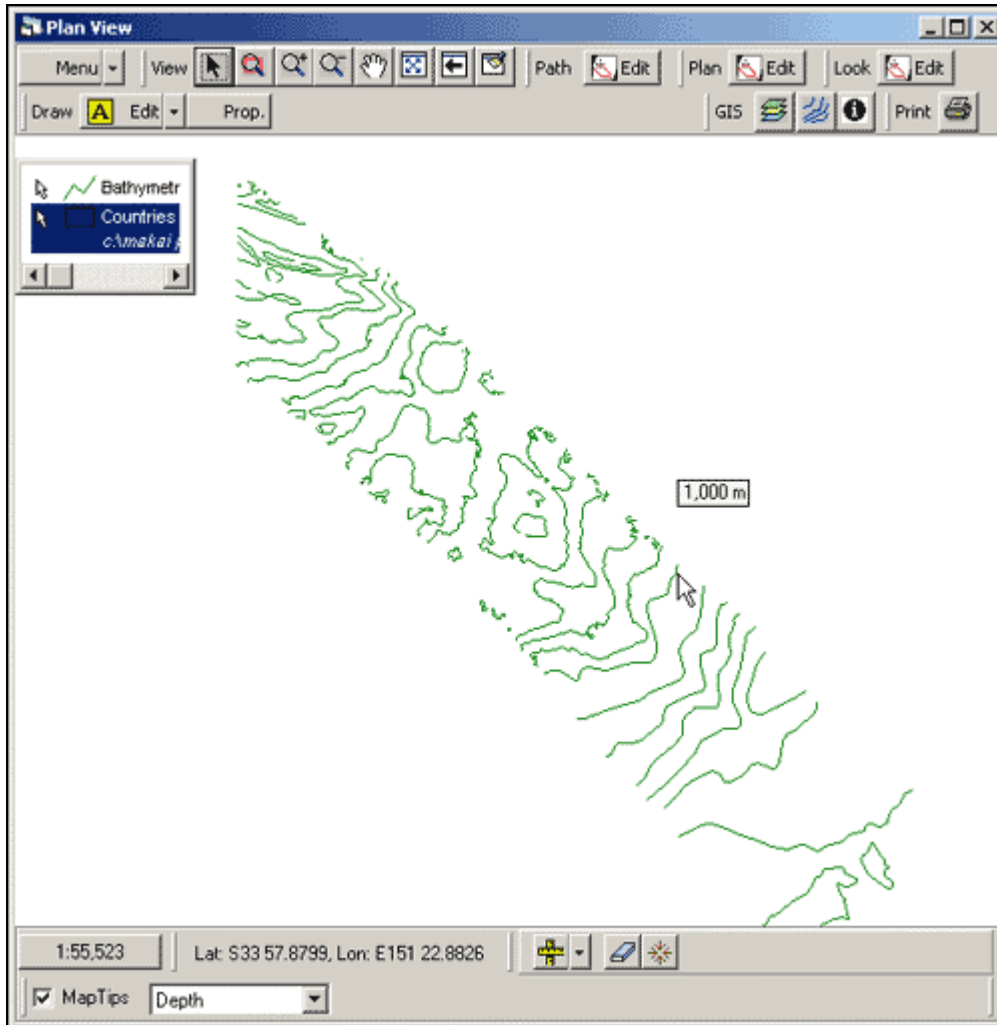 Plan View
Menu View Path Edit Plan Edit Look Edit
Draw A Edit Prop. GIS Print
Bathymetr
Countries
c:\makai
1,000 m
1:55,523 Lat: S33 57.8799, Lon: E151 22.8826
MapTips Depth